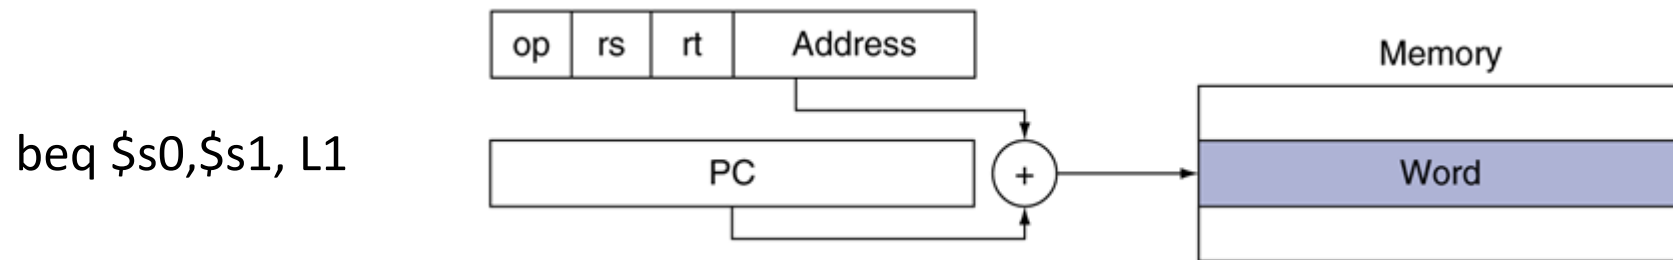 op rs rt Address
Memory
beq $s0,$s1, L1
PC
+
Word